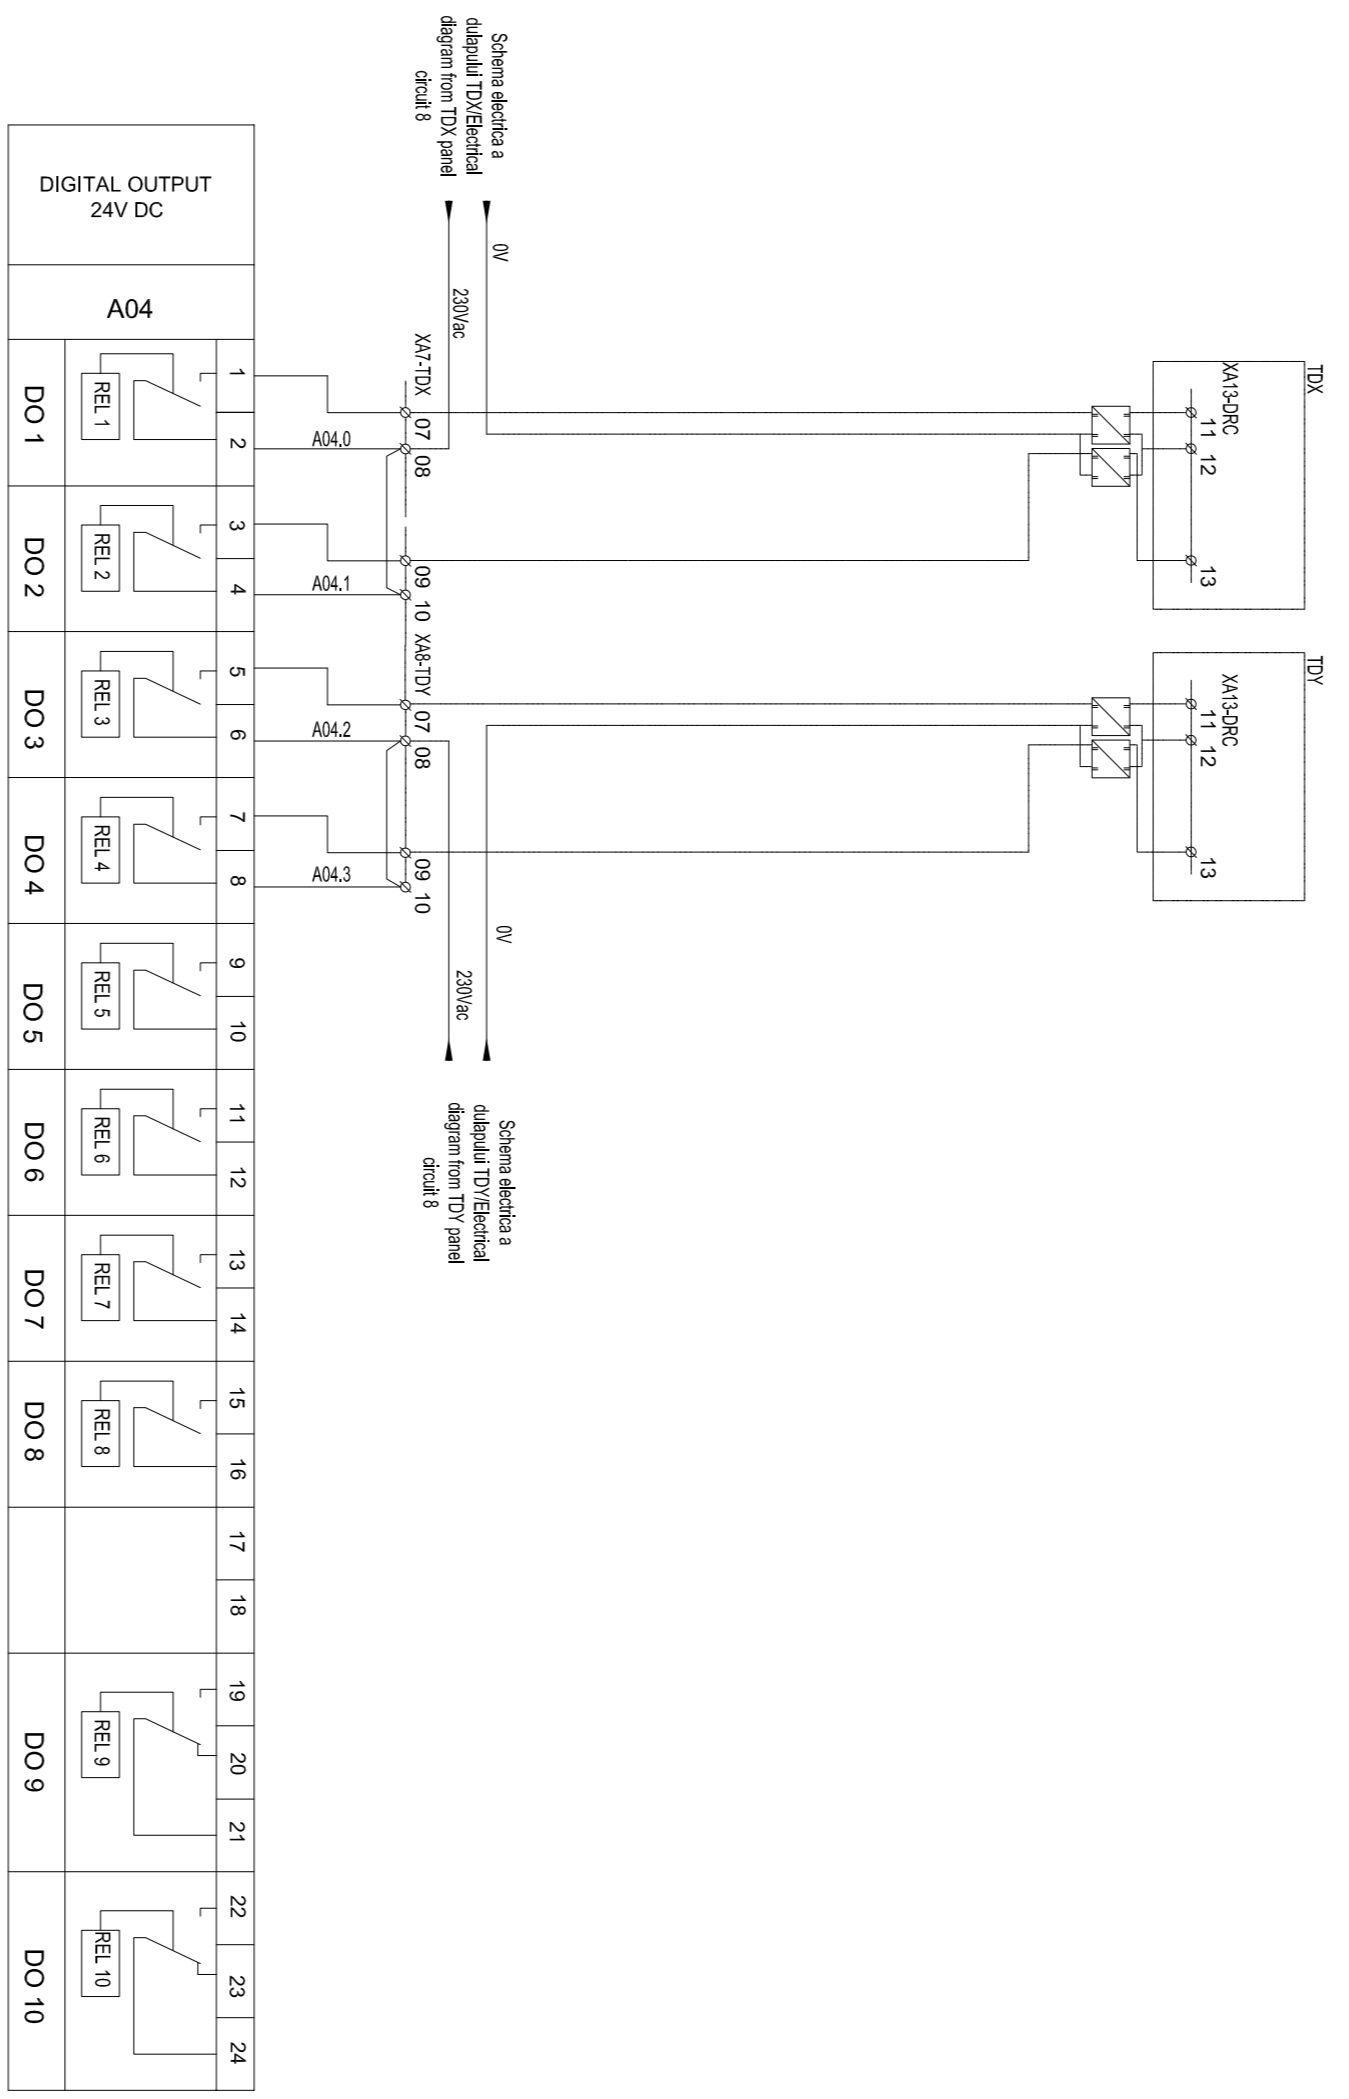 Schema electrica a
dulapului TDX/Electrical
diagram from TDX panel
circuit 8
DIGITAL OUTPUT
24V DC
A04
0V
230Vac
XA7-TDX
07
08
09
10
XA8-TDY
07
08
09
10
A04.0
A04.1
A04.2
A04.3
TDX
XA13-DRC
11
12
13
TDY
XA13-DRC
11
12
13
0V
230Vac
Schema electrica a
dulapului TDY/Electrical
diagram from TDY panel
circuit 8
1
2
REL 1
DO 1
3
4
REL 2
DO 2
5
6
REL 3
DO 3
7
8
REL 4
DO 4
9
10
REL 5
DO 5
11
12
REL 6
DO 6
13
14
REL 7
DO 7
15
16
REL 8
DO 8
17
18
19
20
21
REL 9
DO 9
22
23
24
REL 10
DO 10